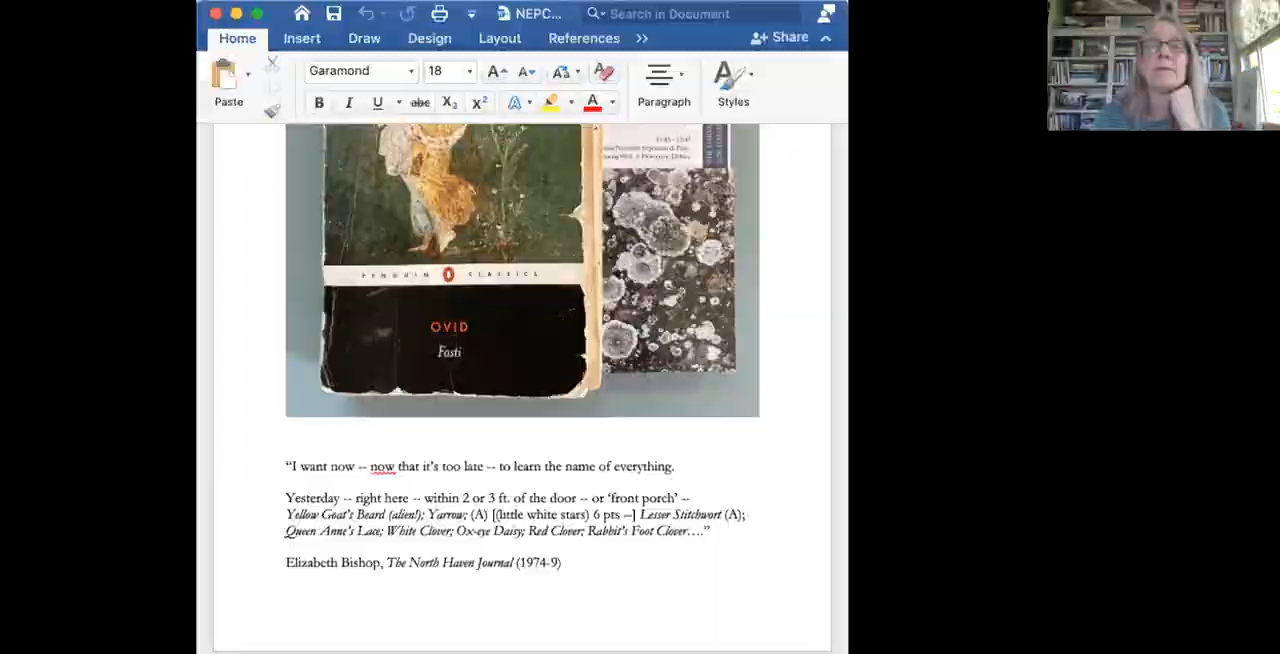 NEPC...
Search in Document
Home
Insert
Draw
Design
Layout
References
Share
Garamond
18
Paste
B I U abc X2 X2 A A
Paragraph
Styles
PENGUIN CLASSICS
OVID
Fasti
“I want now -- now that it’s too late -- to learn the name of everything.
Yesterday -- right here -- within 2 or 3 ft. of the door -- or ‘front porch’ --
Yellow Goat’s Beard (alien!); Yarrow; (A) [(little white stars) 6 pts --] Lesser Stitchwort (A);
Queen Anne’s Lace; White Clover; Ox-eye Daisy; Red Clover; Rabbit’s Foot Clover….”
Elizabeth Bishop, The North Haven Journal (1974-9)